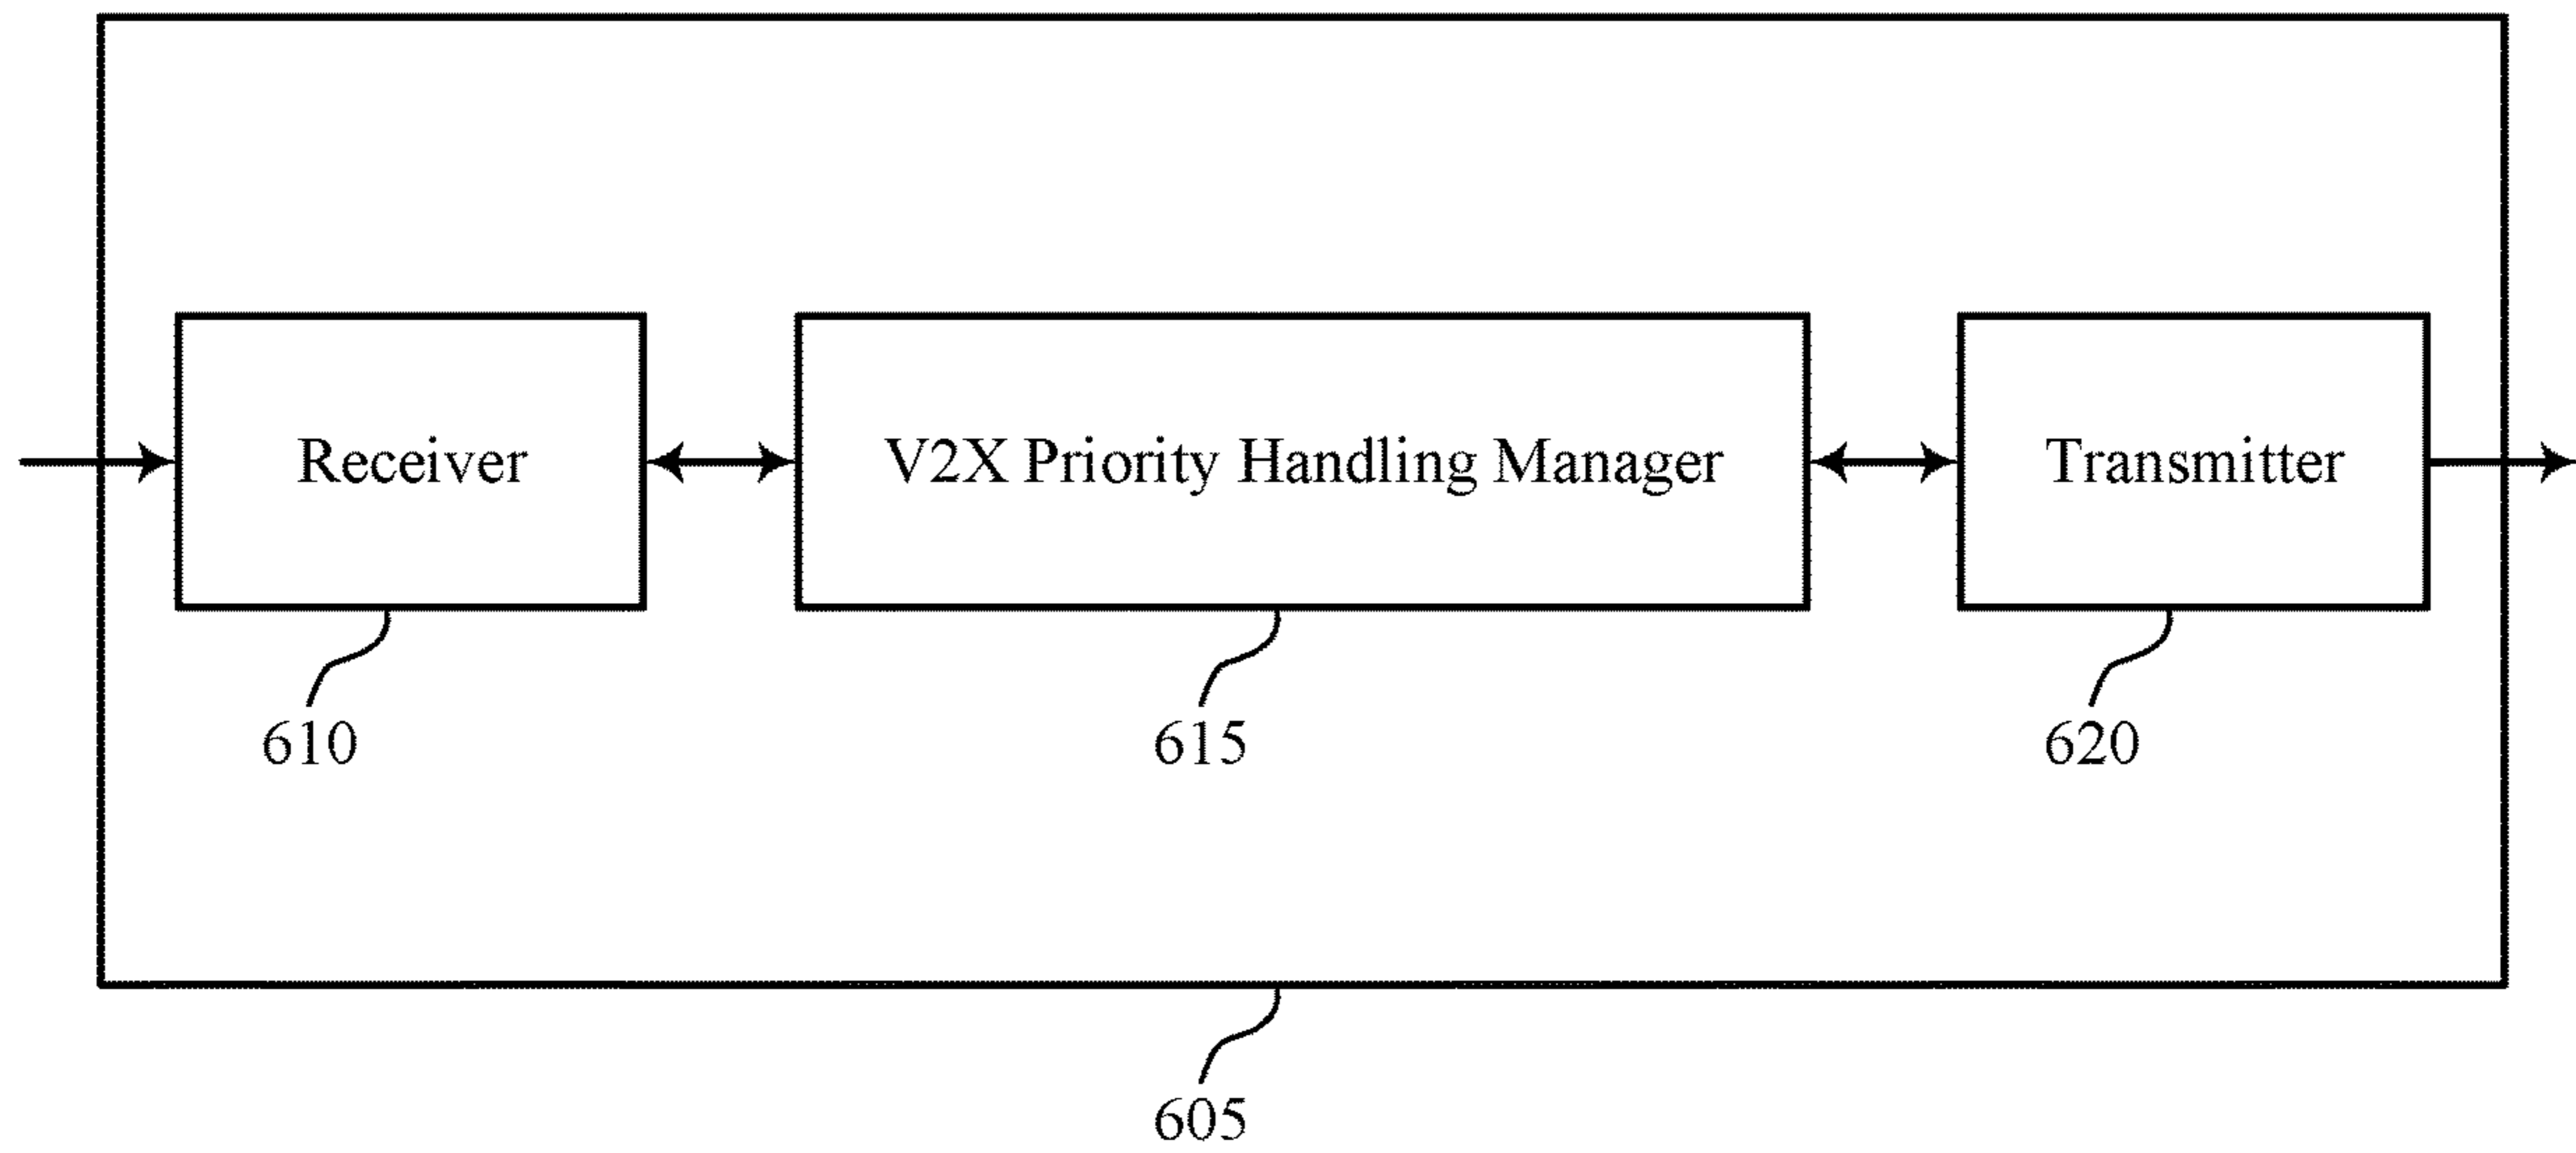 Receiver
V2X Priority Handling Manager
Transmitter
610
615
620
605